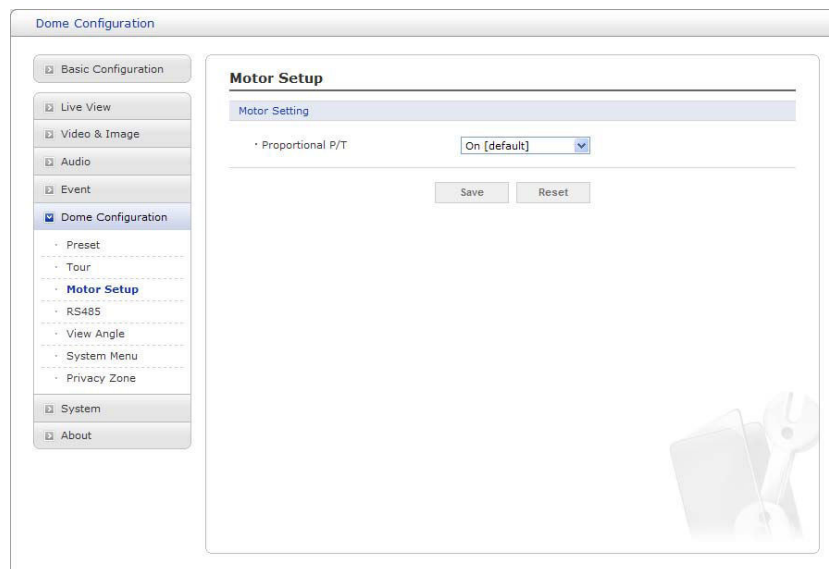 Dome Configuration
Basic Configuration
Live View
Video & Image
Audio
Event
Dome Configuration
· Preset
· Tour
· Motor Setup
· RS485
· View Angle
· System Menu
· Privacy Zone
System
About
Motor Setup
Motor Setting
· Proportional P/T
On [default]
Save Reset